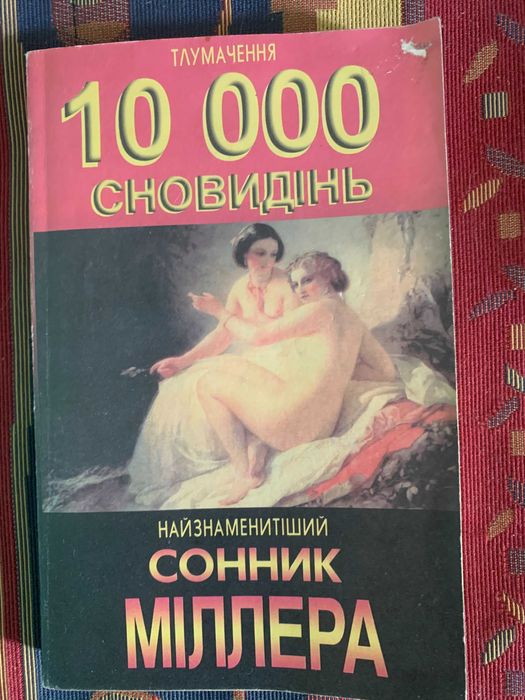 ТЛУМАЧЕННЯ
10 000
СНОВИДІНЬ
НАЙЗНАМЕНИТІШИЙ
СОННИК
МІЛЛЕРА